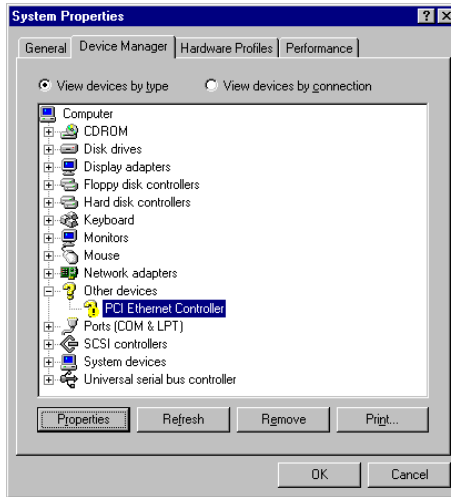 System Properties
General Device Manager Hardware Profiles Performance
View devices by type View devices by connection
Computer
CDROM
Disk drives
Display adapters
Floppy disk controllers
Hard disk controllers
Keyboard
Monitors
Mouse
Network adapters
Other devices
PCI Ethernet Controller
Ports (COM & LPT)
SCSI controllers
System devices
Universal serial bus controller
Properties Refresh Remove Print...
OK Cancel